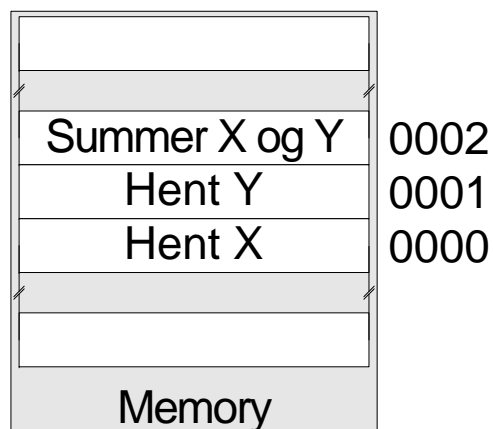 Summer X og Y 0002
Hent Y 0001
Hent X 0000
Memory